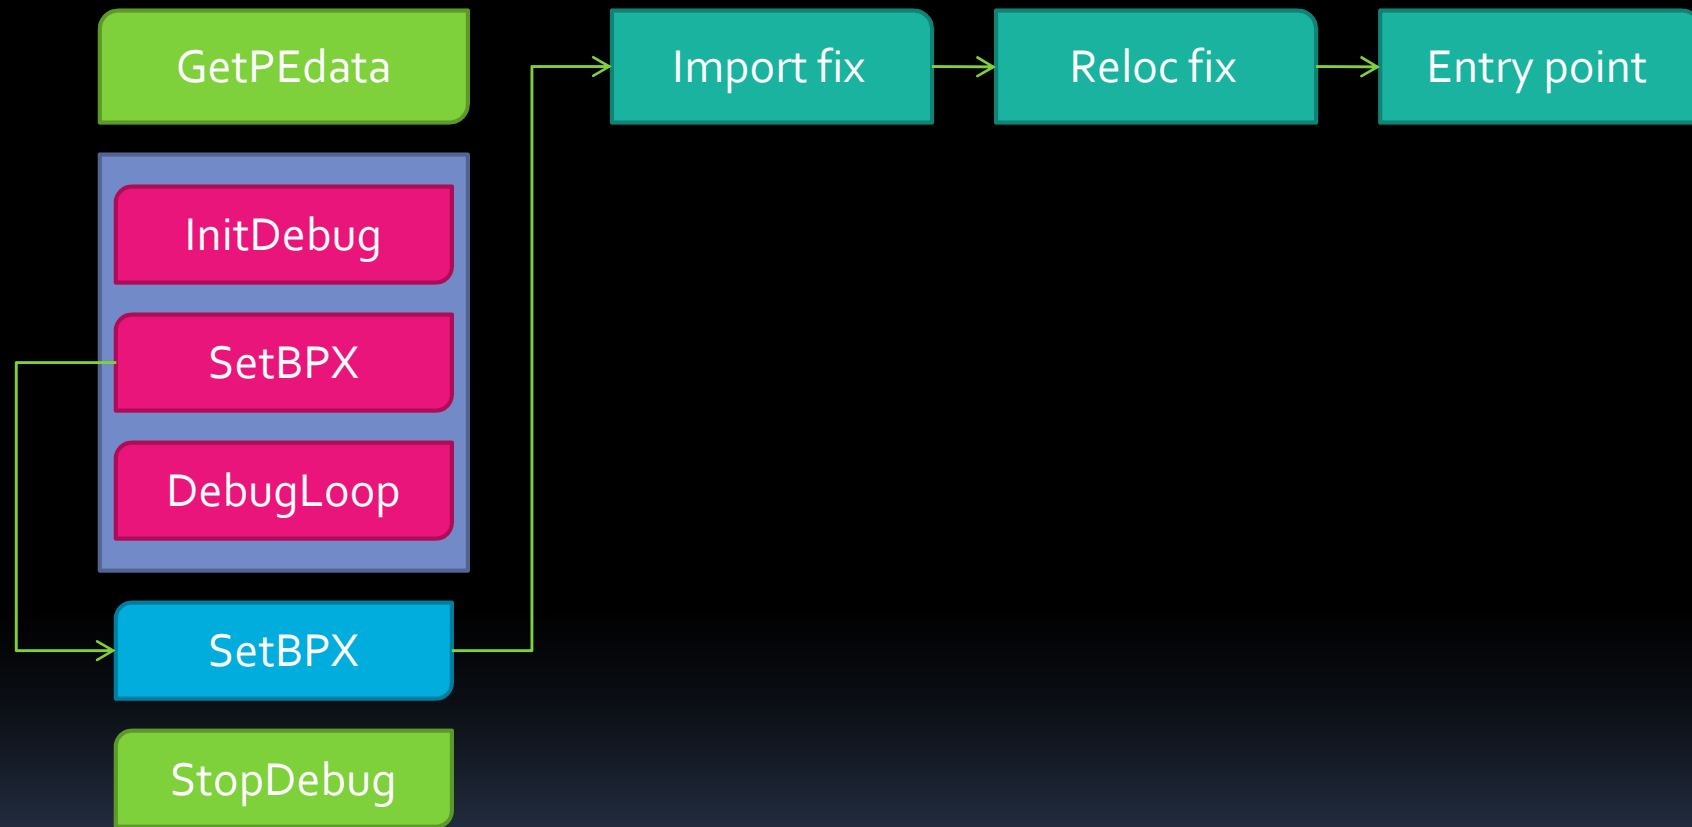 GetPEdata
InitDebug
SetBPX
DebugLoop
SetBPX
StopDebug
Import fix
Reloc fix
Entry point